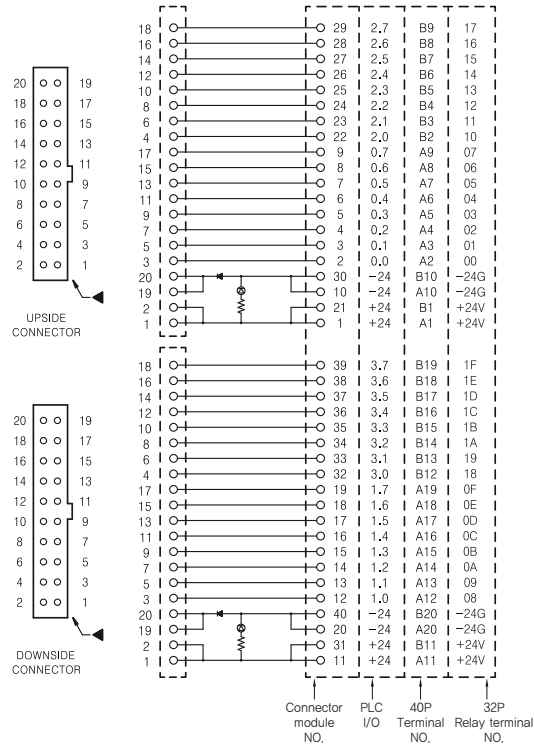 18 29 2.7 B9 17
16 28 2.6 B8 16
14 27 2.5 B7 15
12 26 2.4 B6 14
10 25 2.3 B5 13
8 24 2.2 B4 12
6 23 2.1 B3 11
4 22 2.0 B2 10
17 9 0.7 A9 07
15 8 0.6 A8 06
13 7 0.5 A7 05
11 6 0.4 A6 04
9 5 0.3 A5 03
7 4 0.2 A4 02
5 3 0.1 A3 01
3 2 0.0 A2 00
20 30 -24 B10 -24G
19 10 -24 A10 -24G
2 21 +24 B1 +24V
1 1 +24 A1 +24V
20 19
18 17
16 15
14 13
12 11
10 9
8 7
6 5
4 3
2 1
UPSIDE
CONNECTOR
18 39 3.7 B19 1F
16 38 3.6 B18 1E
14 37 3.5 B17 1D
12 36 3.4 B16 1C
10 35 3.3 B15 1B
8 34 3.2 B14 1A
6 33 3.1 B13 19
4 32 3.0 B12 18
17 19 1.7 A19 0F
15 18 1.6 A18 0E
13 17 1.5 A17 0D
11 16 1.4 A16 0C
9 15 1.3 A15 0B
7 14 1.2 A14 0A
5 13 1.1 A13 09
3 12 1.0 A12 08
20 40 -24 B20 -24G
19 20 -24 A20 -24G
2 31 +24 B11 +24V
1 11 +24 A11 +24V
20 19
18 17
16 15
14 13
12 11
10 9
8 7
6 5
4 3
2 1
DOWNSIDE
CONNECTOR
Connector PLC 40P 32P
module I/O Terminal Relay terminal
NO. NO. NO.